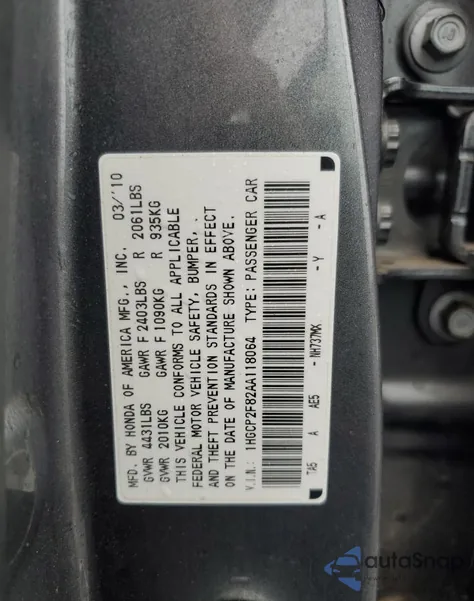 MFD. BY HONDA OF AMERICA MFG., INC. 03/'10
GVWR 4431LBS GAWR F 2403LBS R 2061LBS
GVWR 2010KG GAWR F 1090KG R 935KG
THIS VEHICLE CONFORMS TO ALL APPLICABLE
FEDERAL MOTOR VEHICLE SAFETY, BUMPER,
AND THEFT PREVENTION STANDARDS IN EFFECT
ON THE DATE OF MANUFACTURE SHOWN ABOVE.
V.I.N.: 1HGCP2F82AA118064 TYPE: PASSENGER CAR
TA5 A AE5 - NH737MX - Y - A
autoSnap